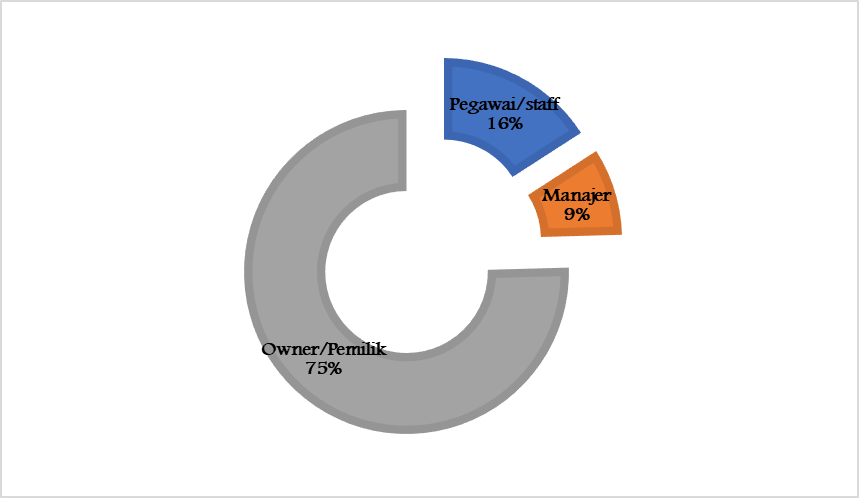 Pegawai/staff
16%
Manajer
9%
Owner/Pemilik
75%